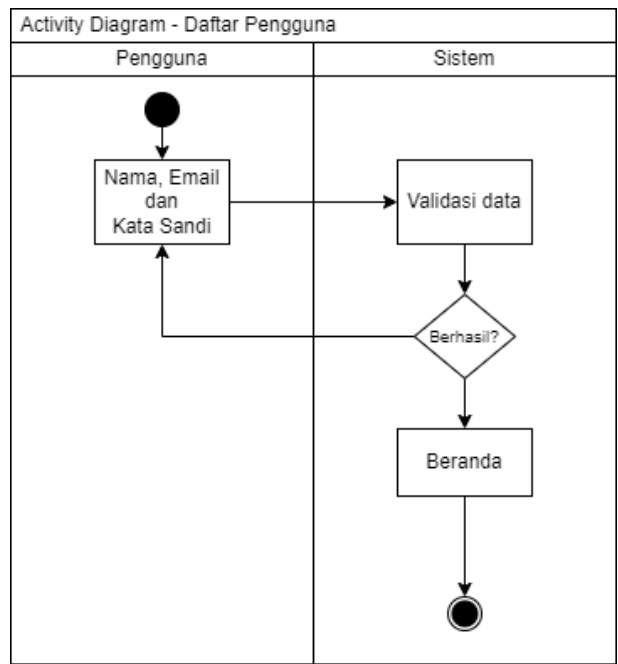 Activity Diagram - Daftar Pengguna
Pengguna
Sistem
Nama, Email
dan
Kata Sandi
Validasi data
Berhasil?
Beranda